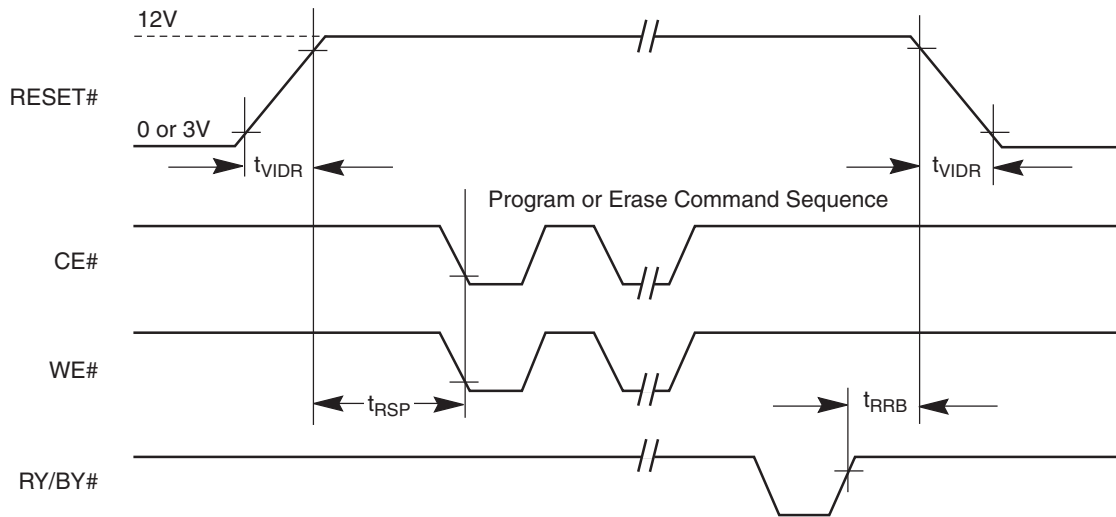 12V
RESET#
0 or 3V
tVIDR
tVIDR
Program or Erase Command Sequence
CE#
WE#
tRSP
tRRB
RY/BY#